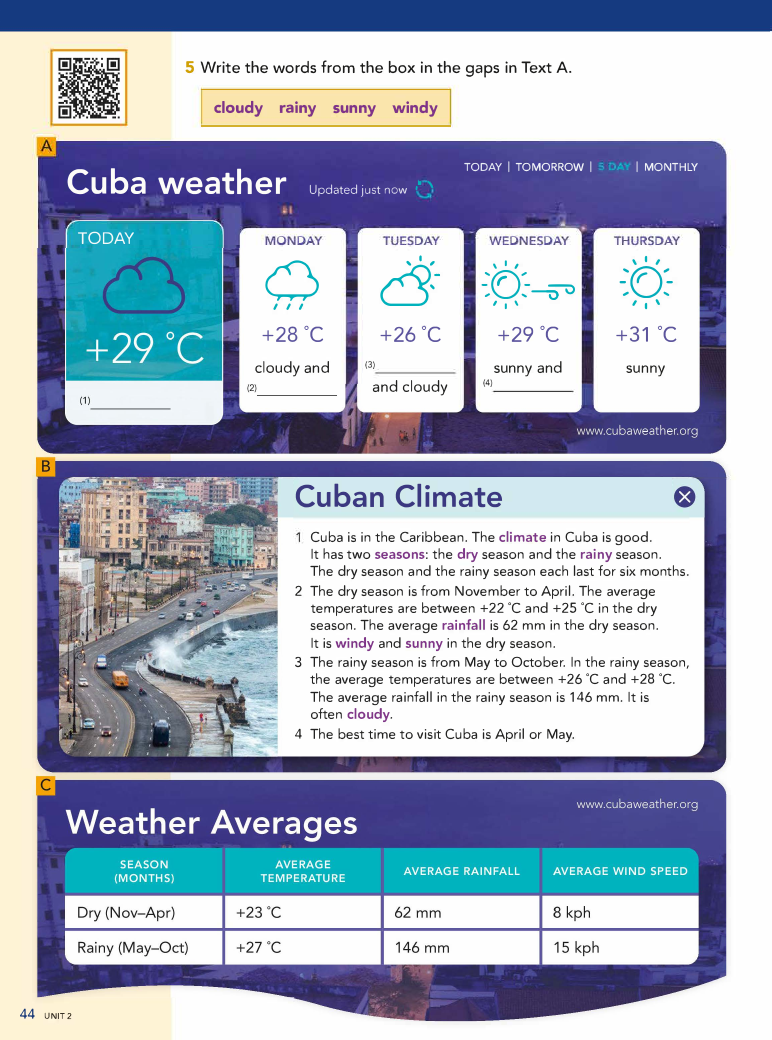 5 Write the words from the box in the gaps in Text A.
cloudy rainy sunny windy
A
Cuba weather
Updated just now
TODAY | TOMORROW | 5 DAY | MONTHLY
TODAY
+29 °C
(1)
MONDAY
+28 °C
cloudy and
(2)
TUESDAY
+26 °C
(3)
and cloudy
WEDNESDAY
+29 °C
sunny and
(4)
THURSDAY
+31 °C
sunny
www.cubaweather.org
B
Cuban Climate
1 Cuba is in the Caribbean. The climate in Cuba is good.
It has two seasons: the dry season and the rainy season.
The dry season and the rainy season each last for six months.
2 The dry season is from November to April. The average
temperatures are between +22 °C and +25 °C in the dry
season. The average rainfall is 62 mm in the dry season.
It is windy and sunny in the dry season.
3 The rainy season is from May to October. In the rainy season,
the average temperatures are between +26 °C and +28 °C.
The average rainfall in the rainy season is 146 mm. It is
often cloudy.
4 The best time to visit Cuba is April or May.
C
www.cubaweather.org
Weather Averages
SEASON
(MONTHS)
AVERAGE
TEMPERATURE
AVERAGE RAINFALL
AVERAGE WIND SPEED
Dry (Nov–Apr) +23 °C 62 mm 8 kph
Rainy (May–Oct) +27 °C 146 mm 15 kph
44 UNIT 2